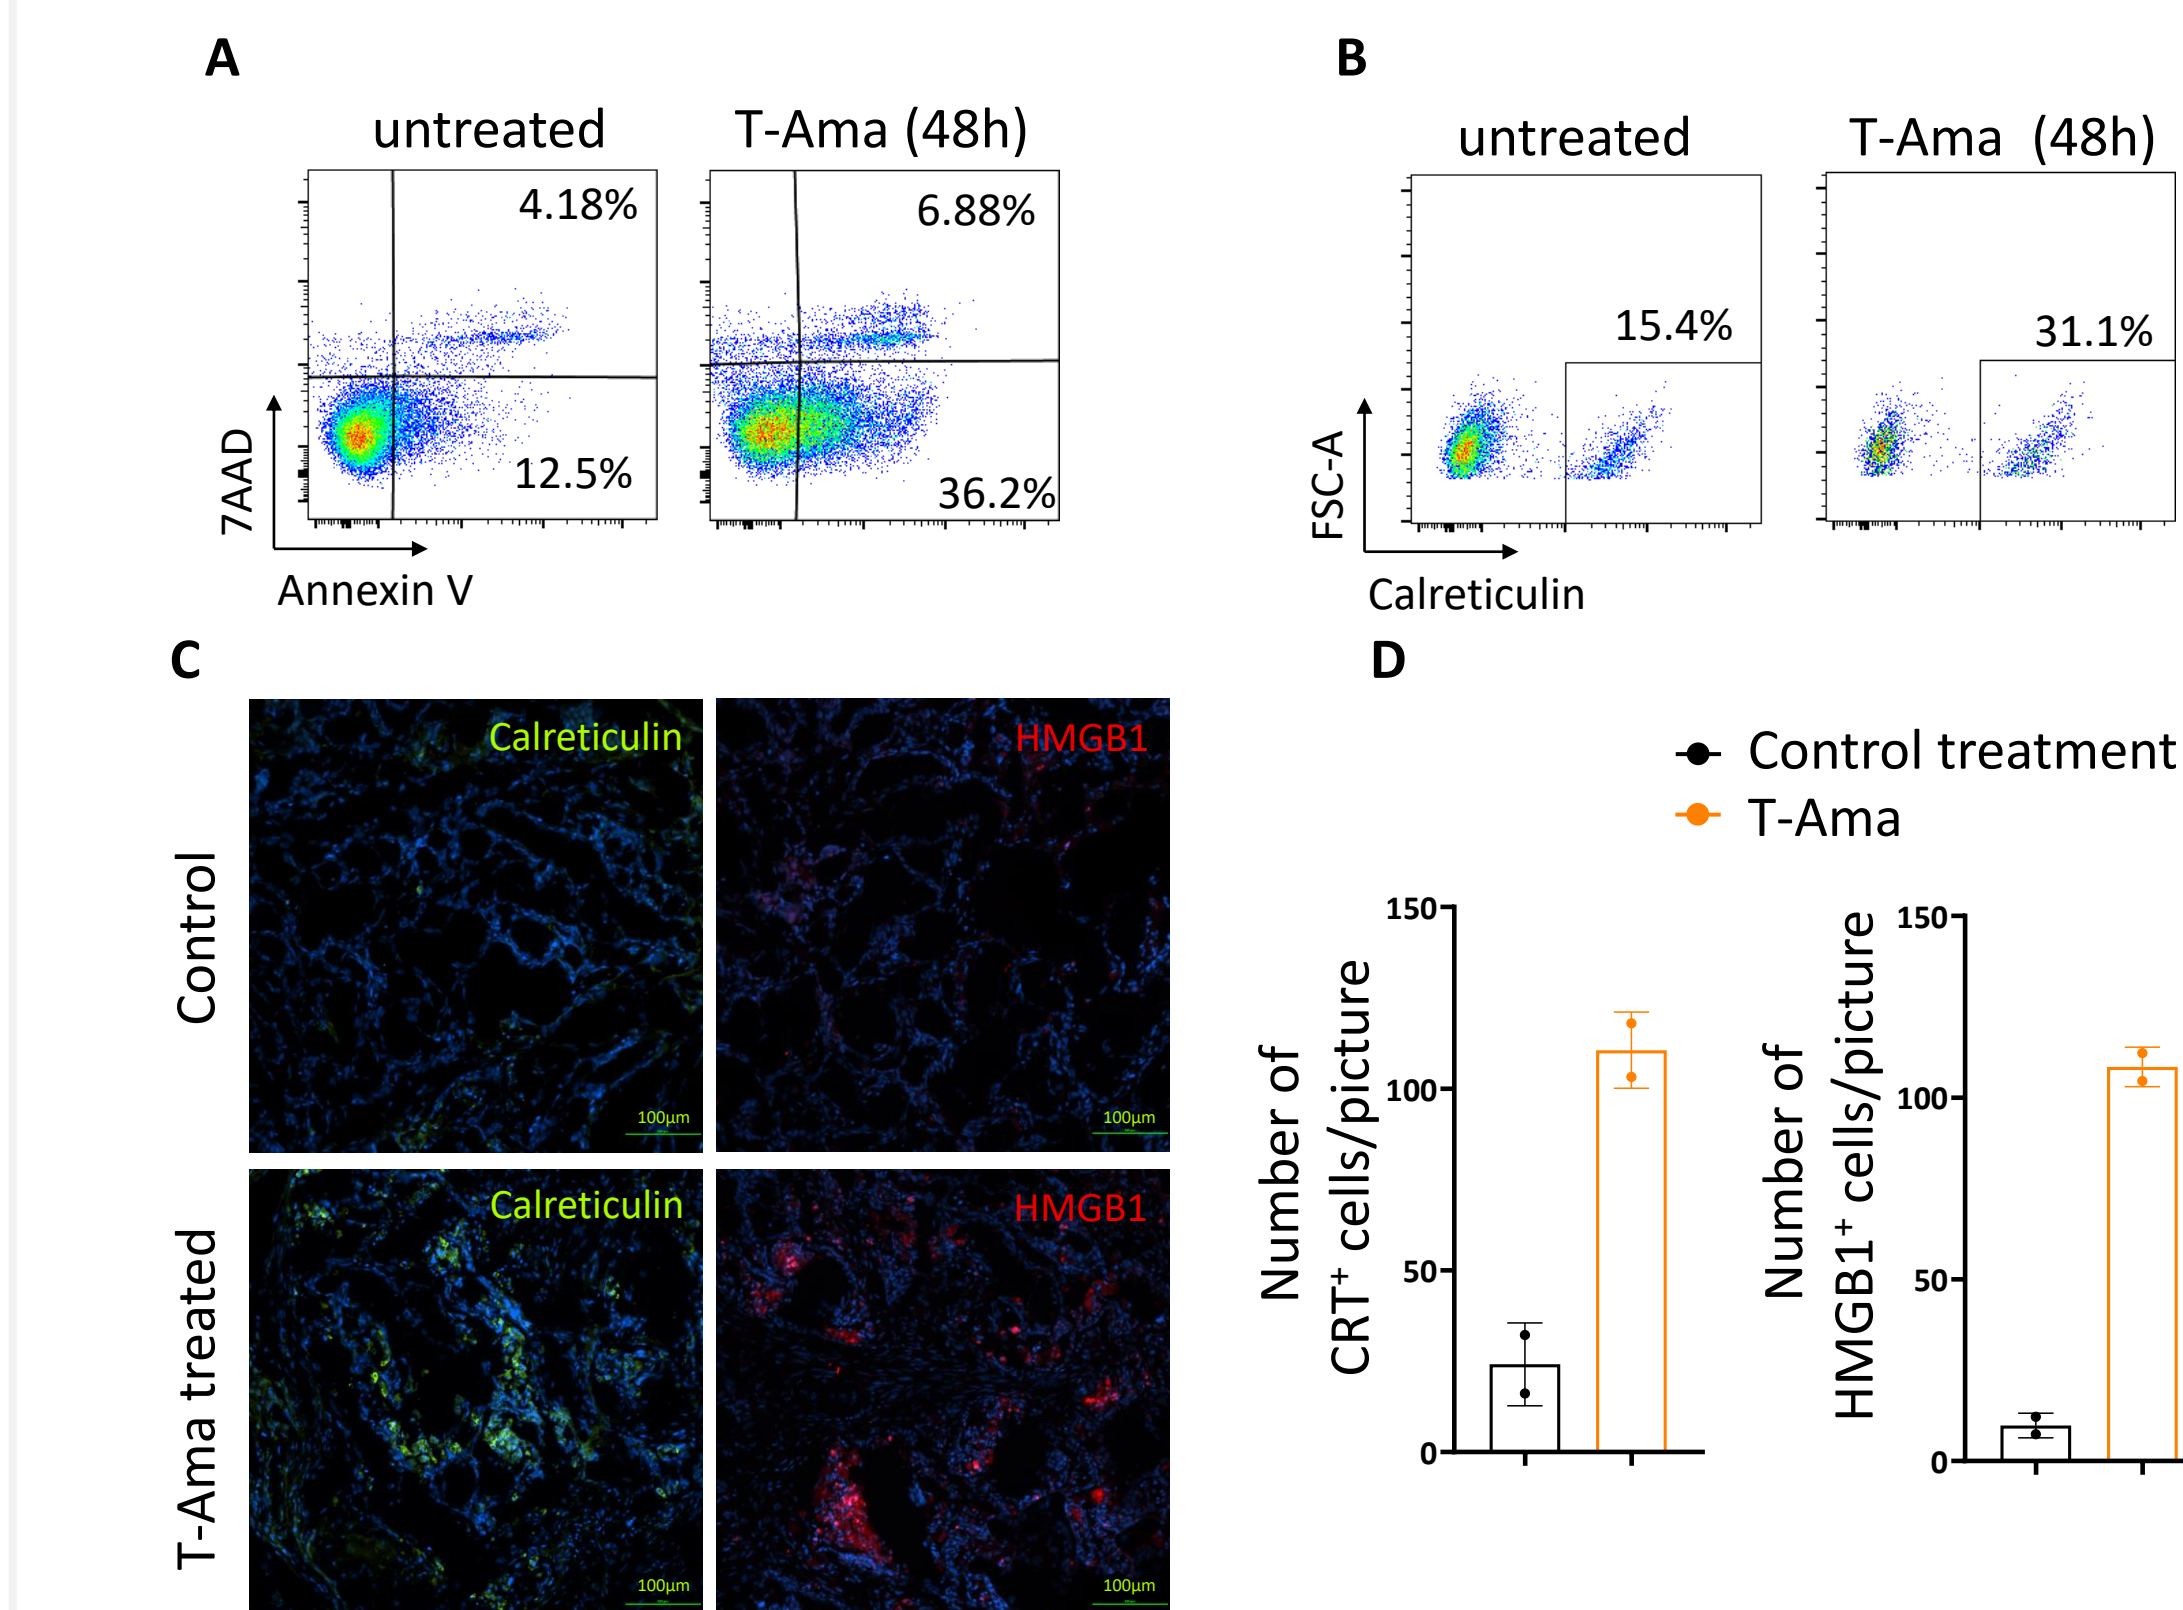 A
untreated
T-Ama (48h)
4.18%
6.88%
12.5%
36.2%
7AAD
Annexin V
B
untreated
T-Ama (48h)
15.4%
31.1%
FSC-A
Calreticulin
C
Control
Calreticulin
100µm
HMGB1
100µm
T-Ama treated
Calreticulin
100µm
HMGB1
100µm
D
Control treatment
T-Ama
Number of
CRT⁺ cells/picture
150
100
50
0
Number of
HMGB1⁺ cells/picture
150
100
50
0